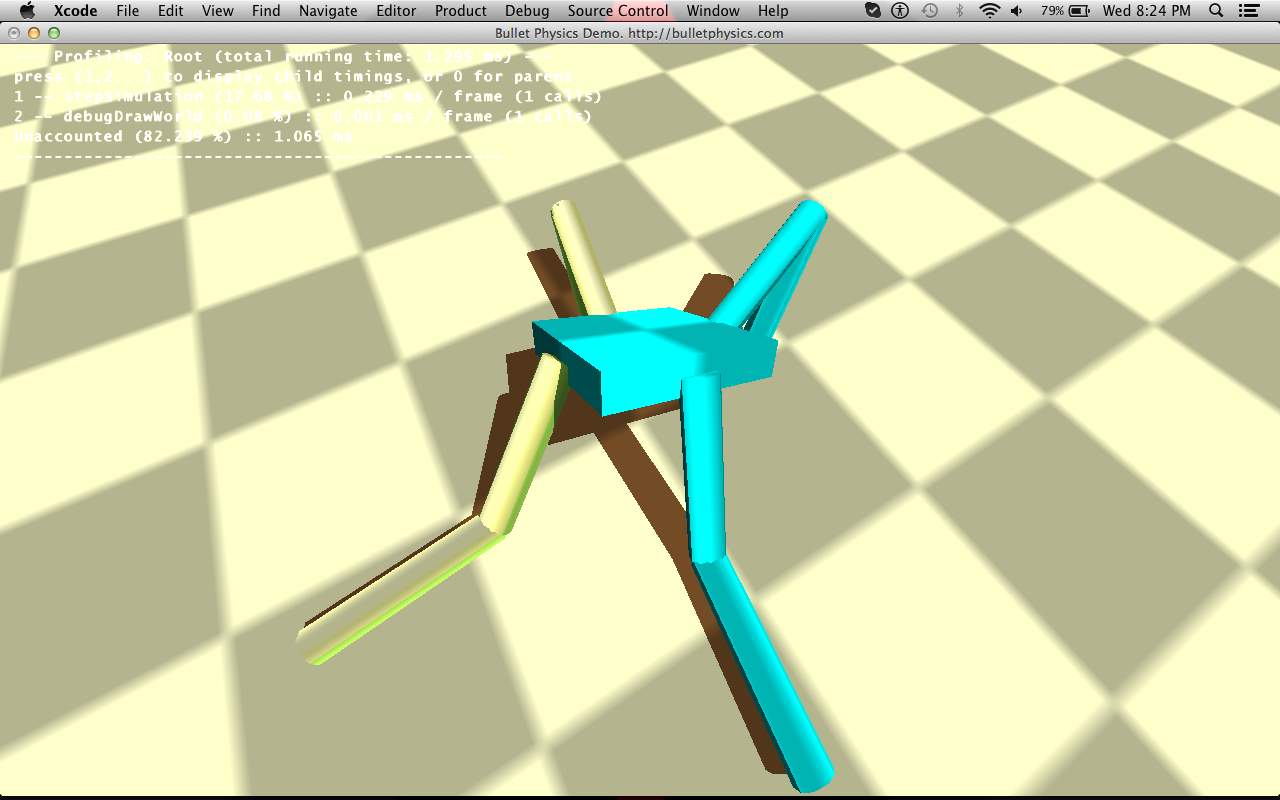 Xcode File Edit View Find Navigate Editor Product Debug Source Control Window Help 79% Wed 8:24 PM
Bullet Physics Demo. http://bulletphysics.com
--- Profiling: Root (total running time: 1.295 ms) ---
press (1,2...) to display child timings, or 0 for parent
1 -- stepSimulation (17.68 %) :: 0.229 ms / frame (1 calls)
2 -- debugDrawWorld (0.08 %) :: 0.001 ms / frame (1 calls)
Unaccounted (82.239 %) :: 1.065 ms
-------------------------------------------------